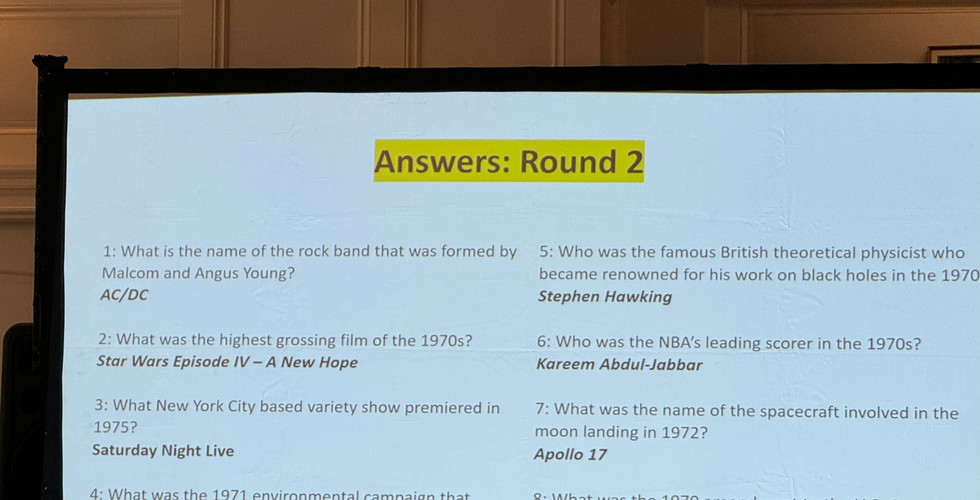 Answers: Round 2
1: What is the name of the rock band that was formed by
Malcom and Angus Young?
AC/DC
2: What was the highest grossing film of the 1970s?
Star Wars Episode IV – A New Hope
3: What New York City based variety show premiered in
1975?
Saturday Night Live
4: What was the 1971 environmental campaign that
5: Who was the famous British theoretical physicist who
became renowned for his work on black holes in the 1970
Stephen Hawking
6: Who was the NBA’s leading scorer in the 1970s?
Kareem Abdul-Jabbar
7: What was the name of the spacecraft involved in the
moon landing in 1972?
Apollo 17
8: What was the 1970